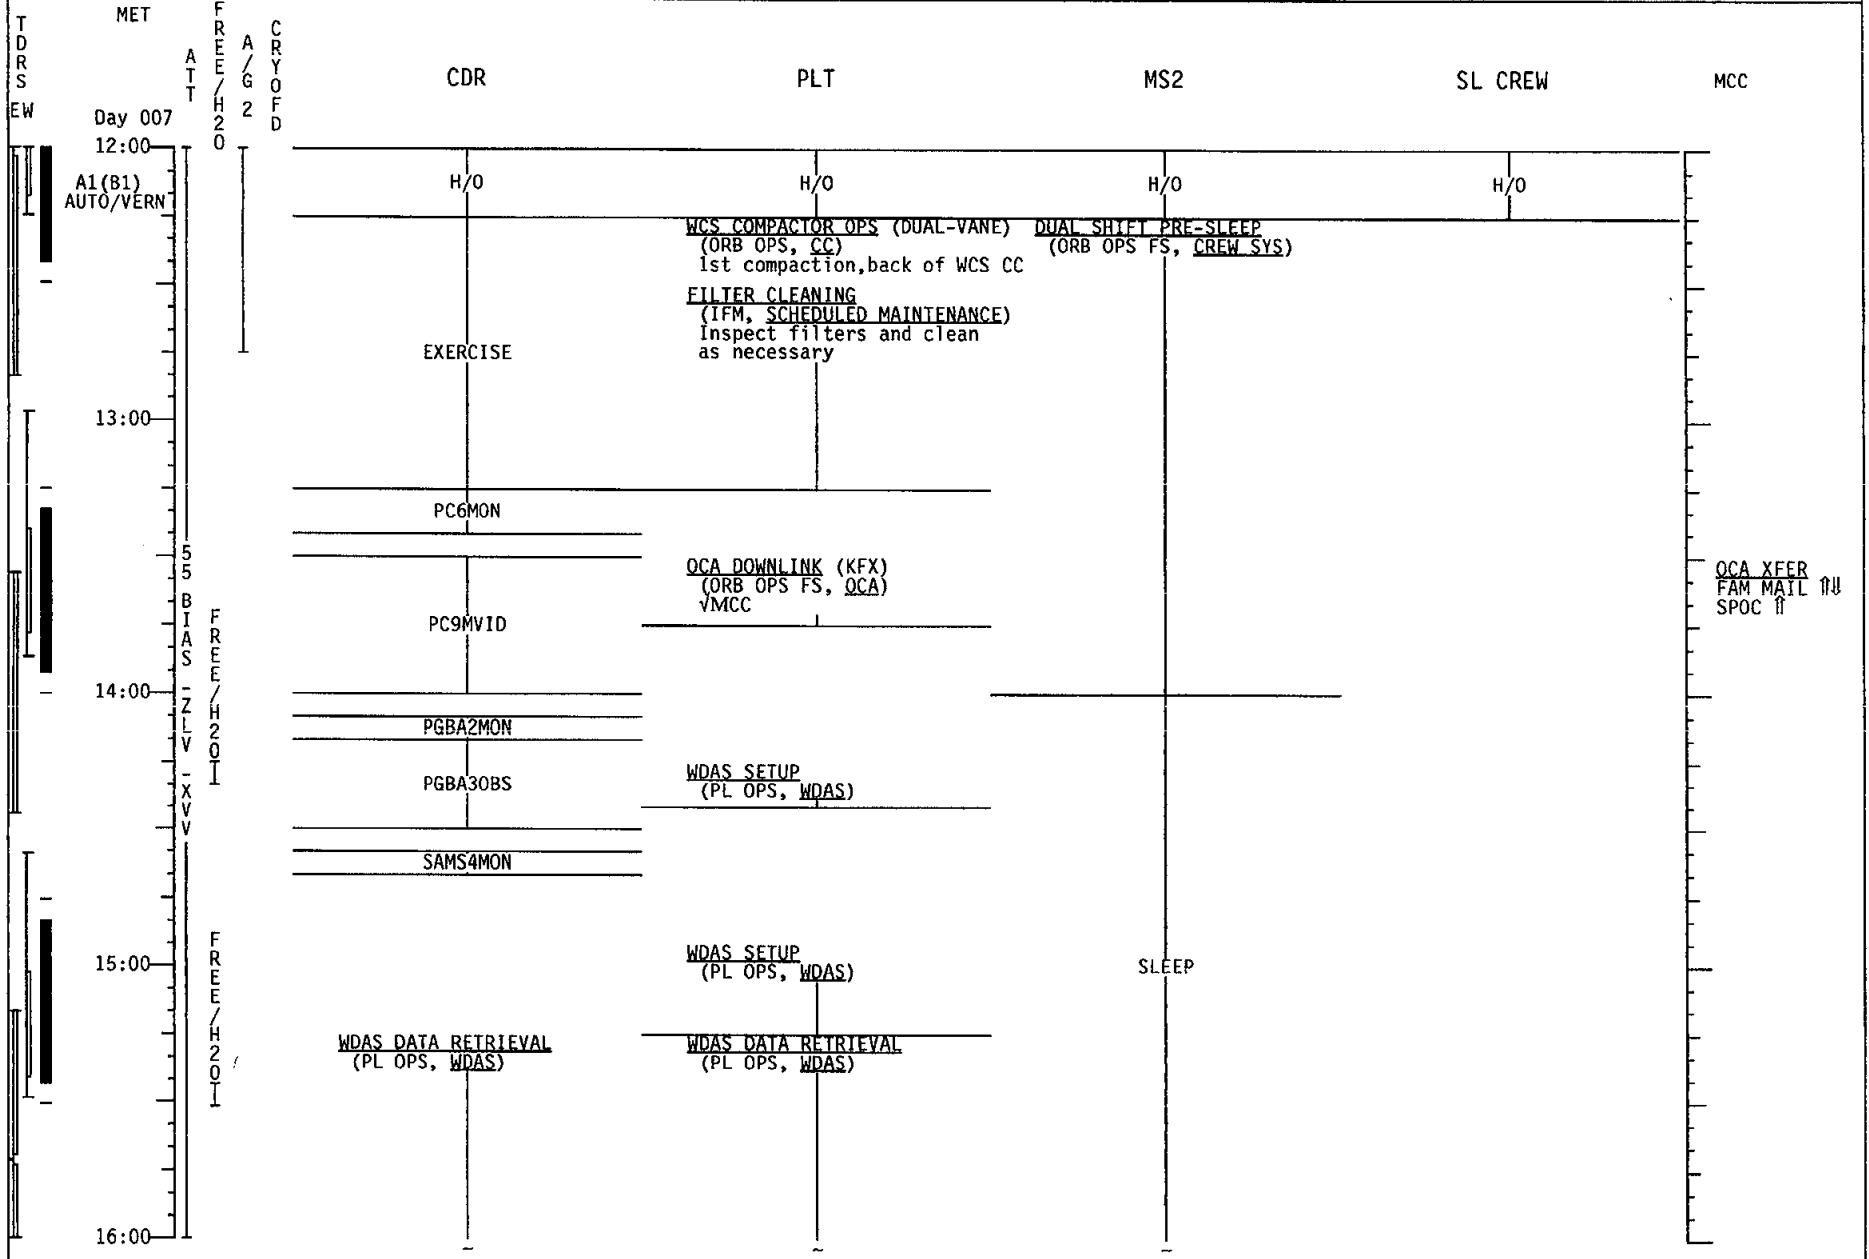 MET
TDRS
EW
ATT
FREE/H2O
A/G 2
CRYOFD
CDR
PLT
MS2
SL CREW
MCC
Day 007
12:00
A1(B1)
AUTO/VERN
H/O
H/O
H/O
H/O
WCS COMPACTOR OPS (DUAL-VANE)
(ORB OPS, CC)
1st compaction,back of WCS CC
DUAL SHIFT PRE-SLEEP
(ORB OPS FS, CREW SYS)
FILTER CLEANING
(IFM, SCHEDULED MAINTENANCE)
Inspect filters and clean
as necessary
EXERCISE
13:00
PC6MON
55 BIAS -ZLV -XVV
OCA DOWNLINK (KFX)
(ORB OPS FS, OCA)
√MCC
OCA XFER
FAM MAIL ⇑⇓
SPOC ⇑
PC9MVID
FREE/H2O
14:00
PGBA2MON
PGBA3OBS
WDAS SETUP
(PL OPS, WDAS)
SAMS4MON
FREE/H2O
15:00
WDAS SETUP
(PL OPS, WDAS)
SLEEP
WDAS DATA RETRIEVAL
(PL OPS, WDAS)
WDAS DATA RETRIEVAL
(PL OPS, WDAS)
16:00
~
~
~